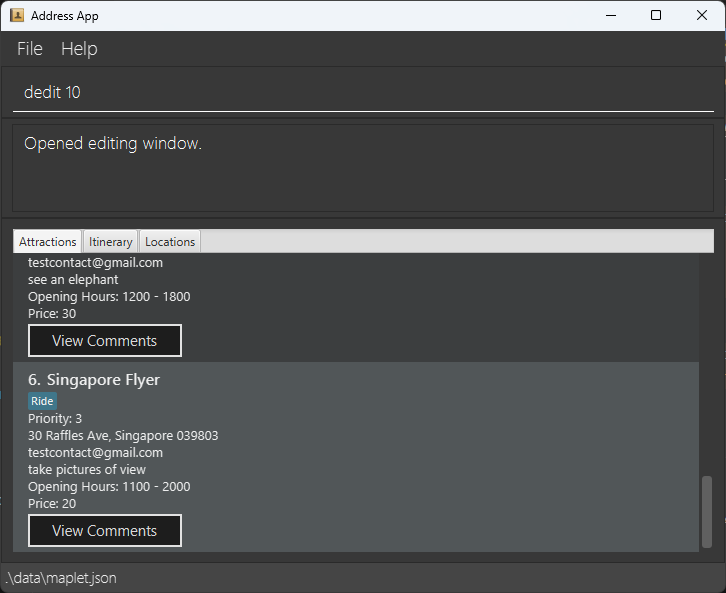 Address App
File Help
dedit 10
Opened editing window.
Attractions Itinerary Locations
testcontact@gmail.com
see an elephant
Opening Hours: 1200 - 1800
Price: 30
View Comments
6. Singapore Flyer
Ride
Priority: 3
30 Raffles Ave, Singapore 039803
testcontact@gmail.com
take pictures of view
Opening Hours: 1100 - 2000
Price: 20
View Comments
.\data\maplet.json